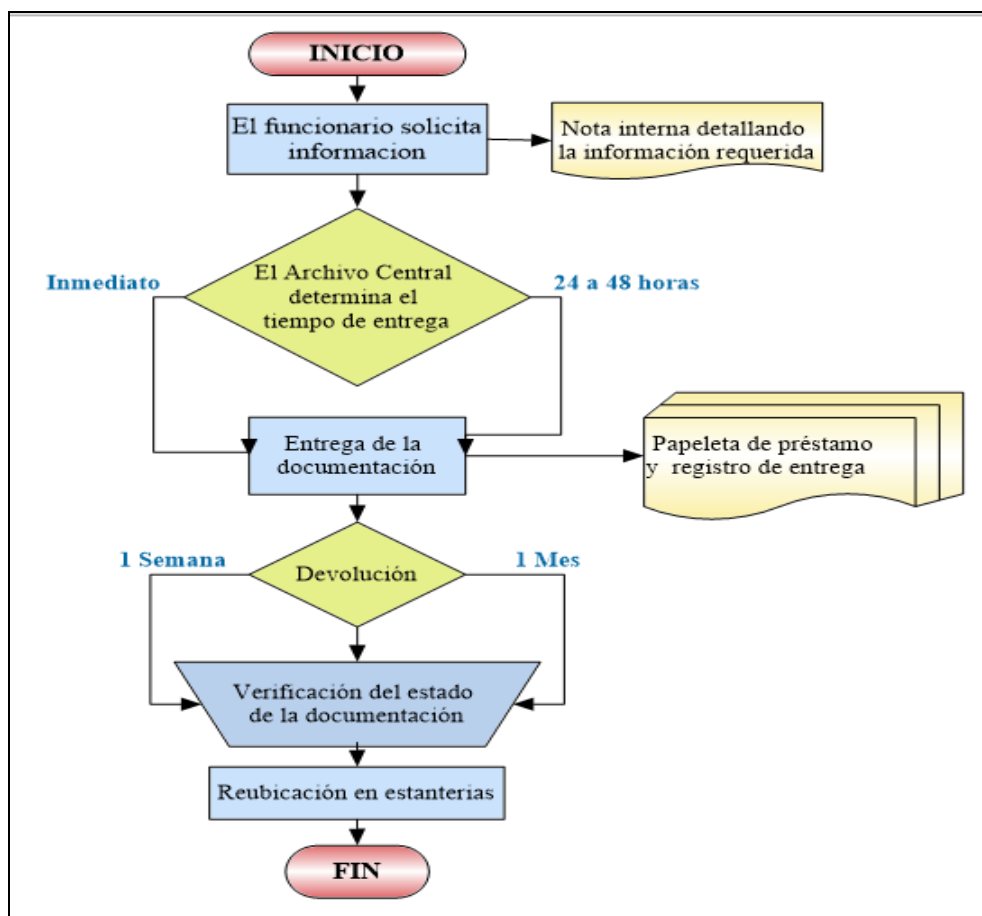 INICIO
El funcionario solicita
informacion
Nota interna detallando
la información requerida
Inmediato
El Archivo Central
determina el
tiempo de entrega
24 a 48 horas
Entrega de la
documentación
Papeleta de préstamo
y registro de entrega
1 Semana
Devolución
1 Mes
Verificación del estado
de la documentación
Reubicación en estanterias
FIN